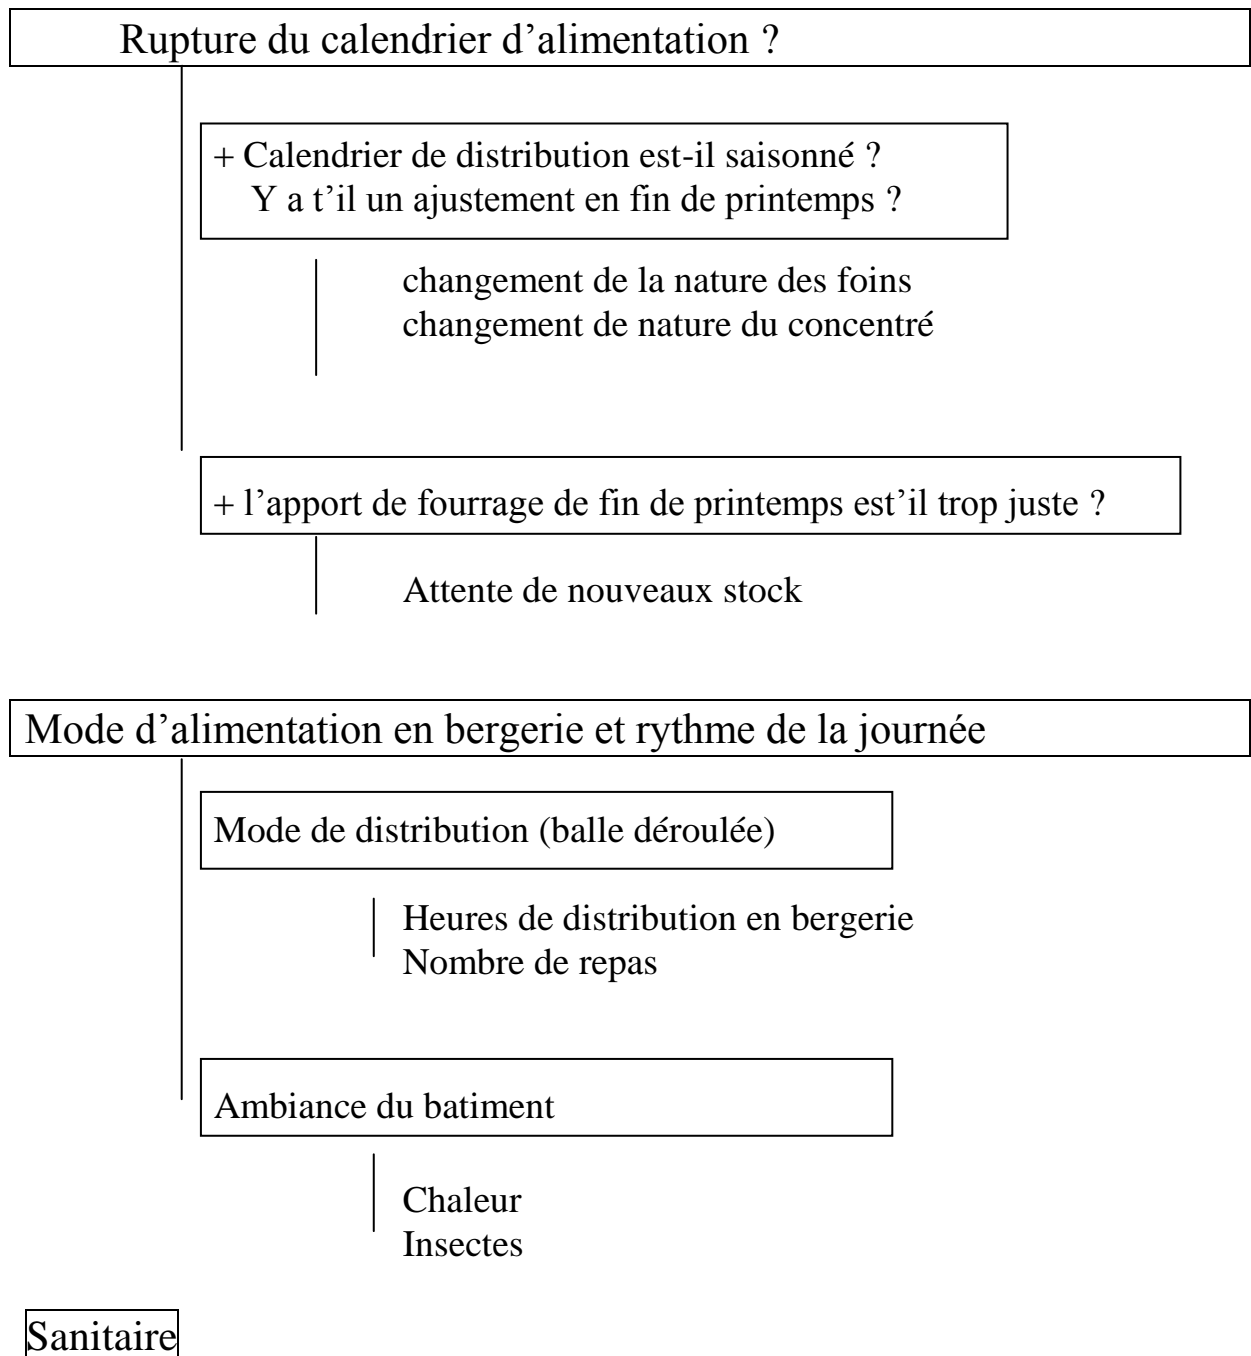 Rupture du calendrier d’alimentation ?
+ Calendrier de distribution est-il saisonné ?
Y a t’il un ajustement en fin de printemps ?
changement de la nature des foins
changement de nature du concentré
+ l’apport de fourrage de fin de printemps est’il trop juste ?
Attente de nouveaux stock
Mode d’alimentation en bergerie et rythme de la journée
Mode de distribution (balle déroulée)
Heures de distribution en bergerie
Nombre de repas
Ambiance du batiment
Chaleur
Insectes
Sanitaire